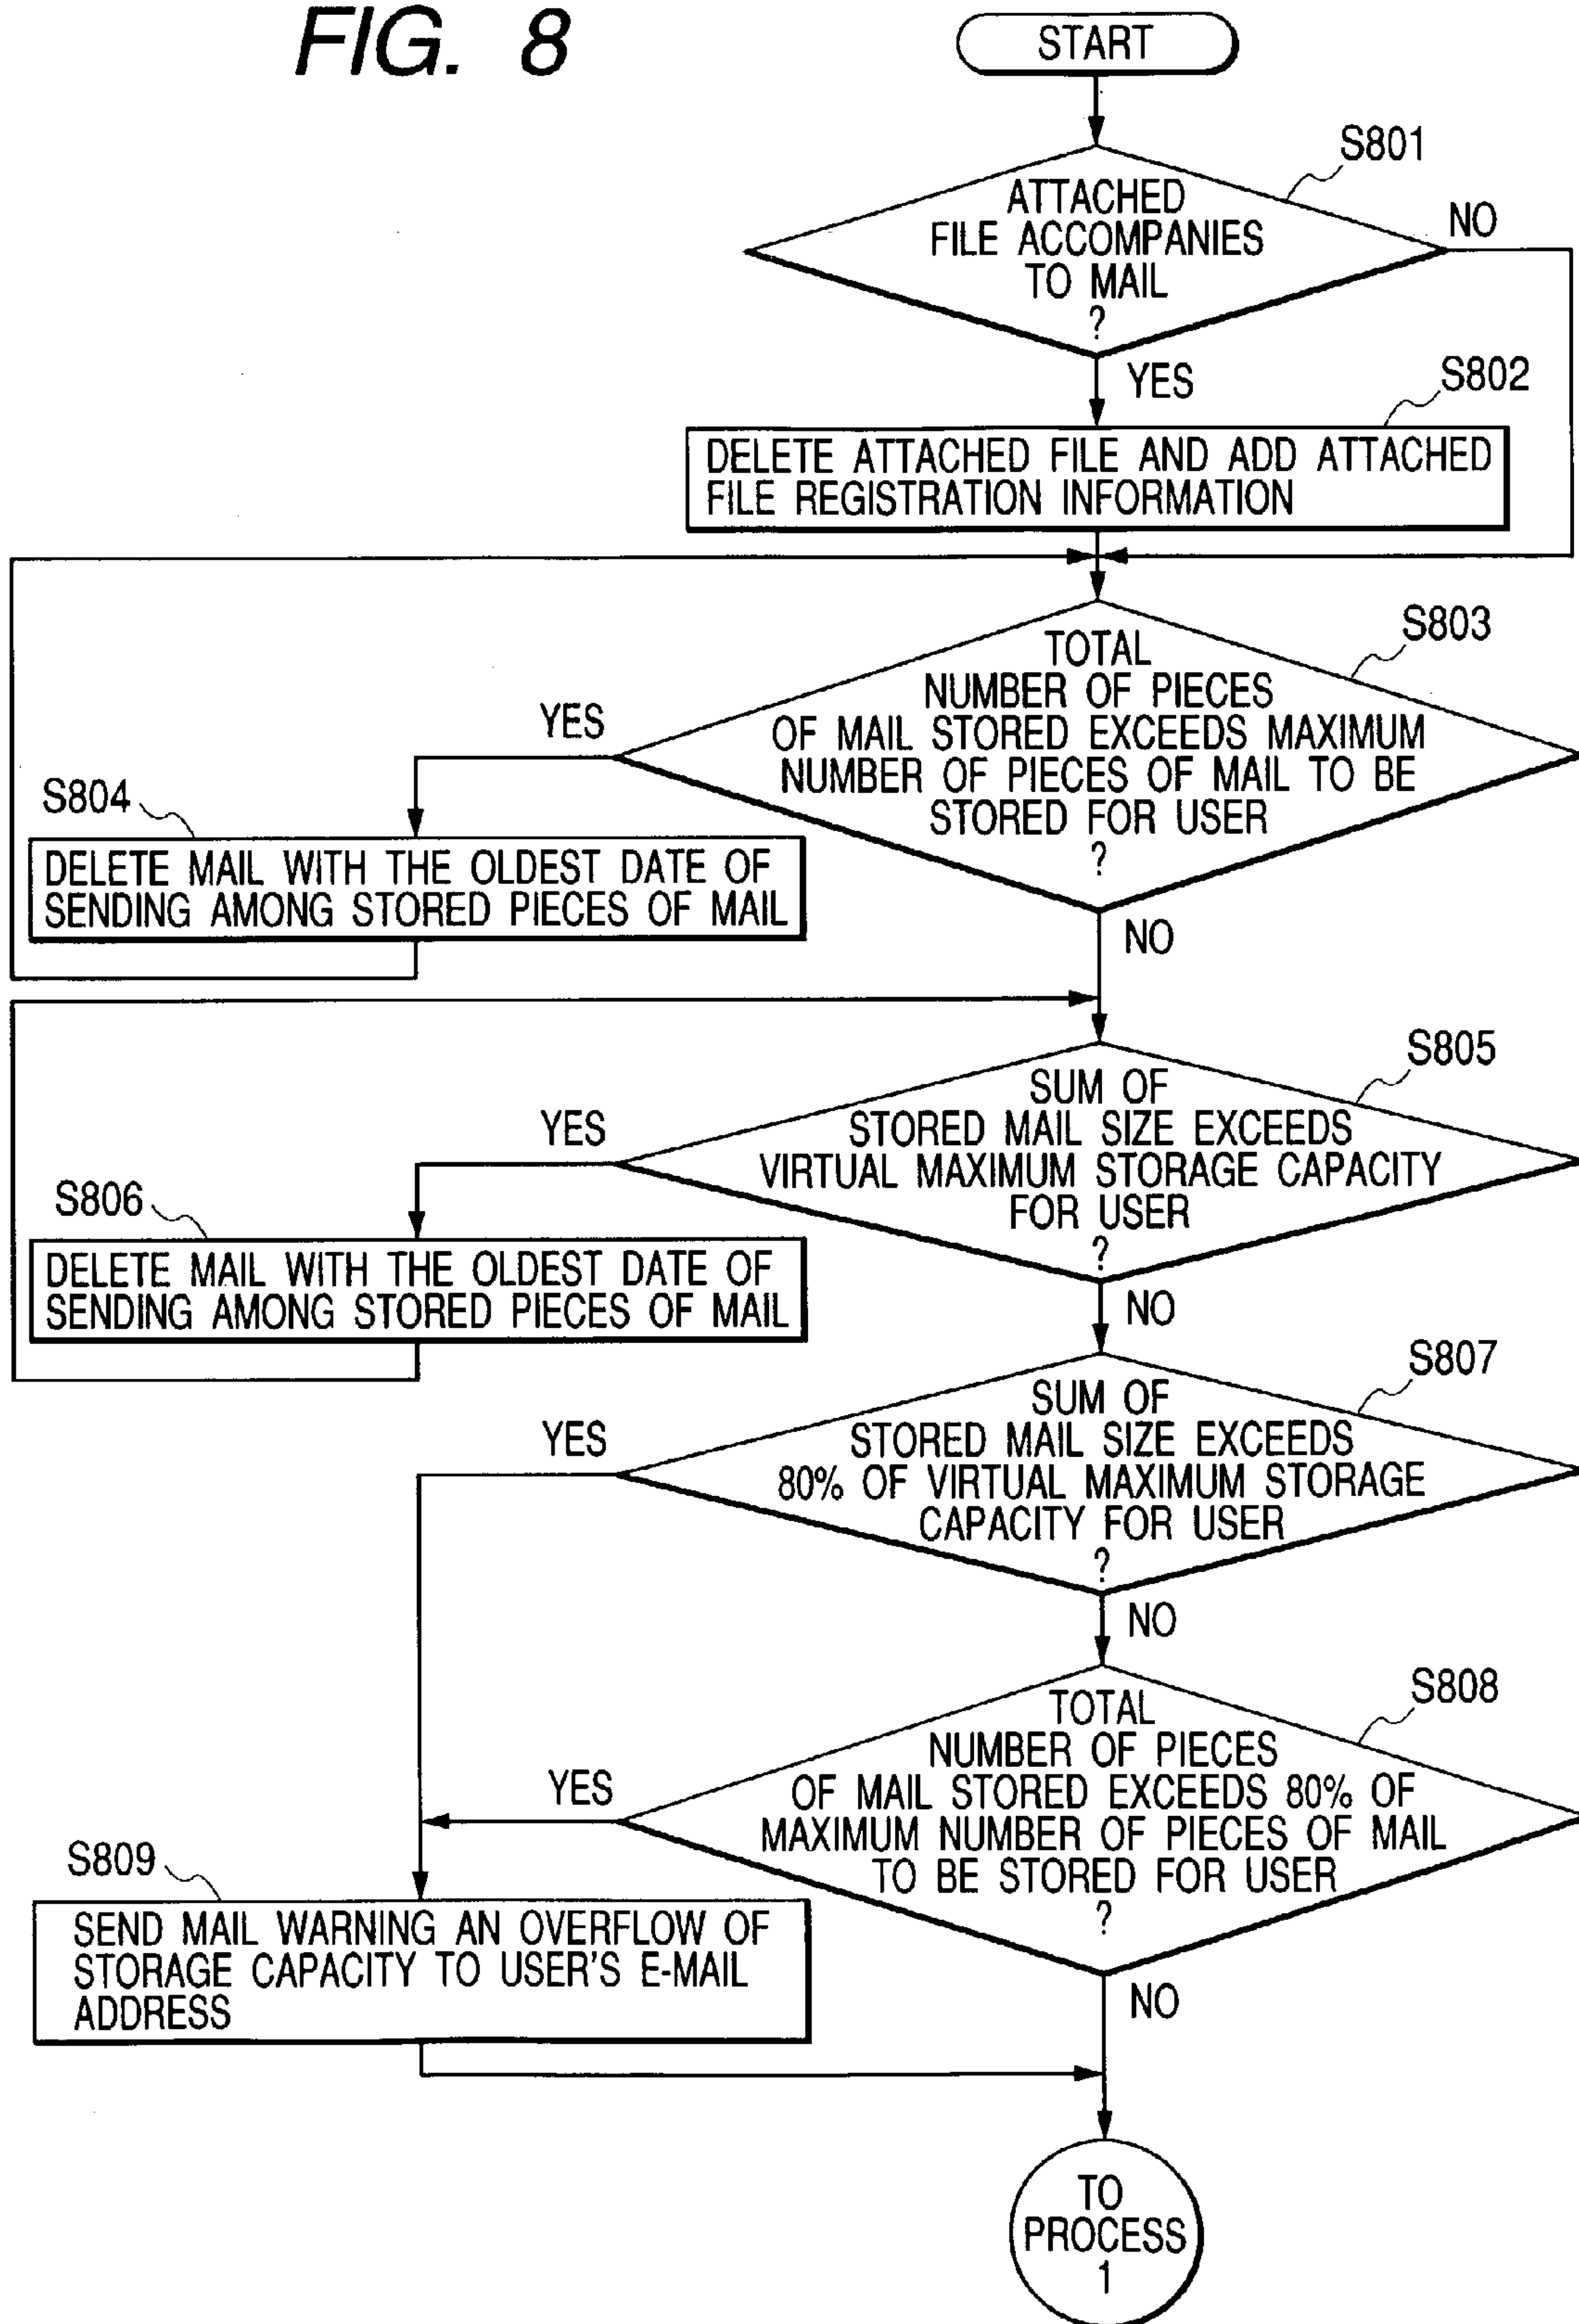 FIG. 8
START
S801
ATTACHED
FILE ACCOMPANIES
TO MAIL
?
NO
YES
S802
DELETE ATTACHED FILE AND ADD ATTACHED
FILE REGISTRATION INFORMATION
S803
TOTAL
NUMBER OF PIECES
OF MAIL STORED EXCEEDS MAXIMUM
NUMBER OF PIECES OF MAIL TO BE
STORED FOR USER
?
YES
S804
DELETE MAIL WITH THE OLDEST DATE OF
SENDING AMONG STORED PIECES OF MAIL
NO
S805
SUM OF
STORED MAIL SIZE EXCEEDS
VIRTUAL MAXIMUM STORAGE CAPACITY
FOR USER
?
YES
S806
DELETE MAIL WITH THE OLDEST DATE OF
SENDING AMONG STORED PIECES OF MAIL
NO
S807
SUM OF
STORED MAIL SIZE EXCEEDS
80% OF VIRTUAL MAXIMUM STORAGE
CAPACITY FOR USER
?
YES
NO
S808
TOTAL
NUMBER OF PIECES
OF MAIL STORED EXCEEDS 80% OF
MAXIMUM NUMBER OF PIECES OF MAIL
TO BE STORED FOR USER
?
YES
S809
SEND MAIL WARNING AN OVERFLOW OF
STORAGE CAPACITY TO USER'S E-MAIL
ADDRESS
NO
TO
PROCESS
1